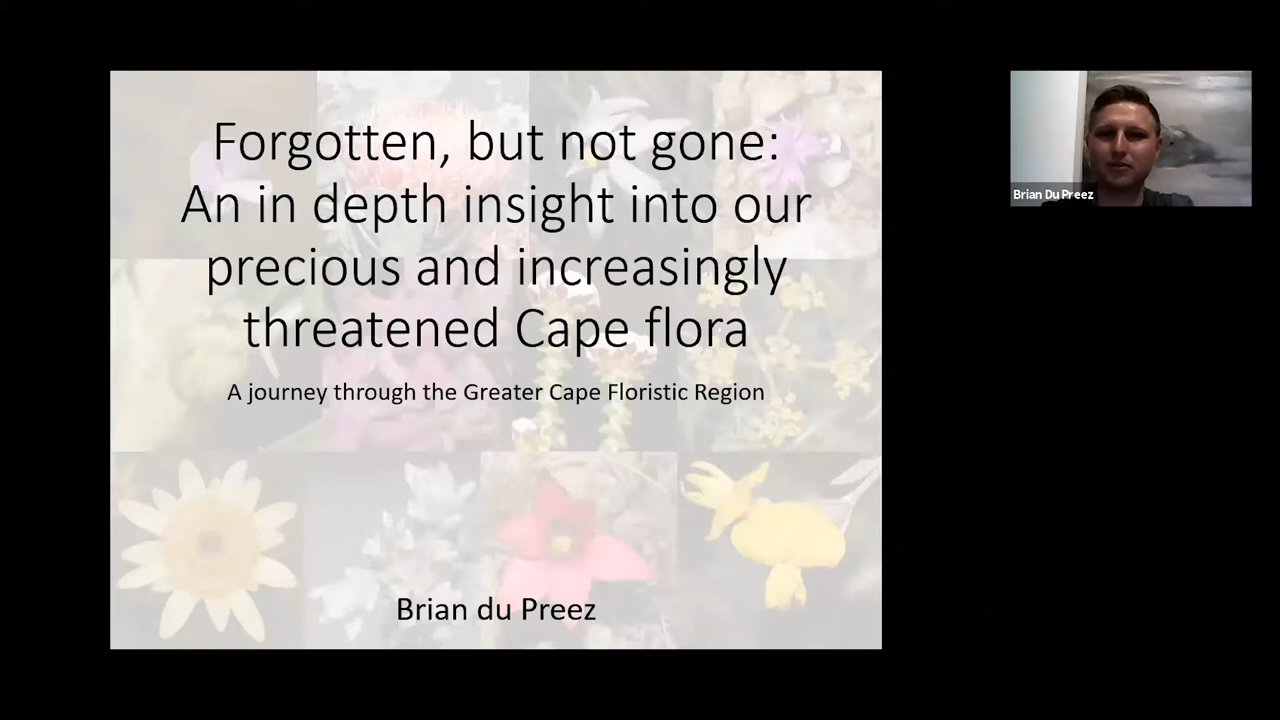 Forgotten, but not gone:
An in depth insight into our
precious and increasingly
threatened Cape flora
A journey through the Greater Cape Floristic Region
Brian du Preez
Brian Du Preez